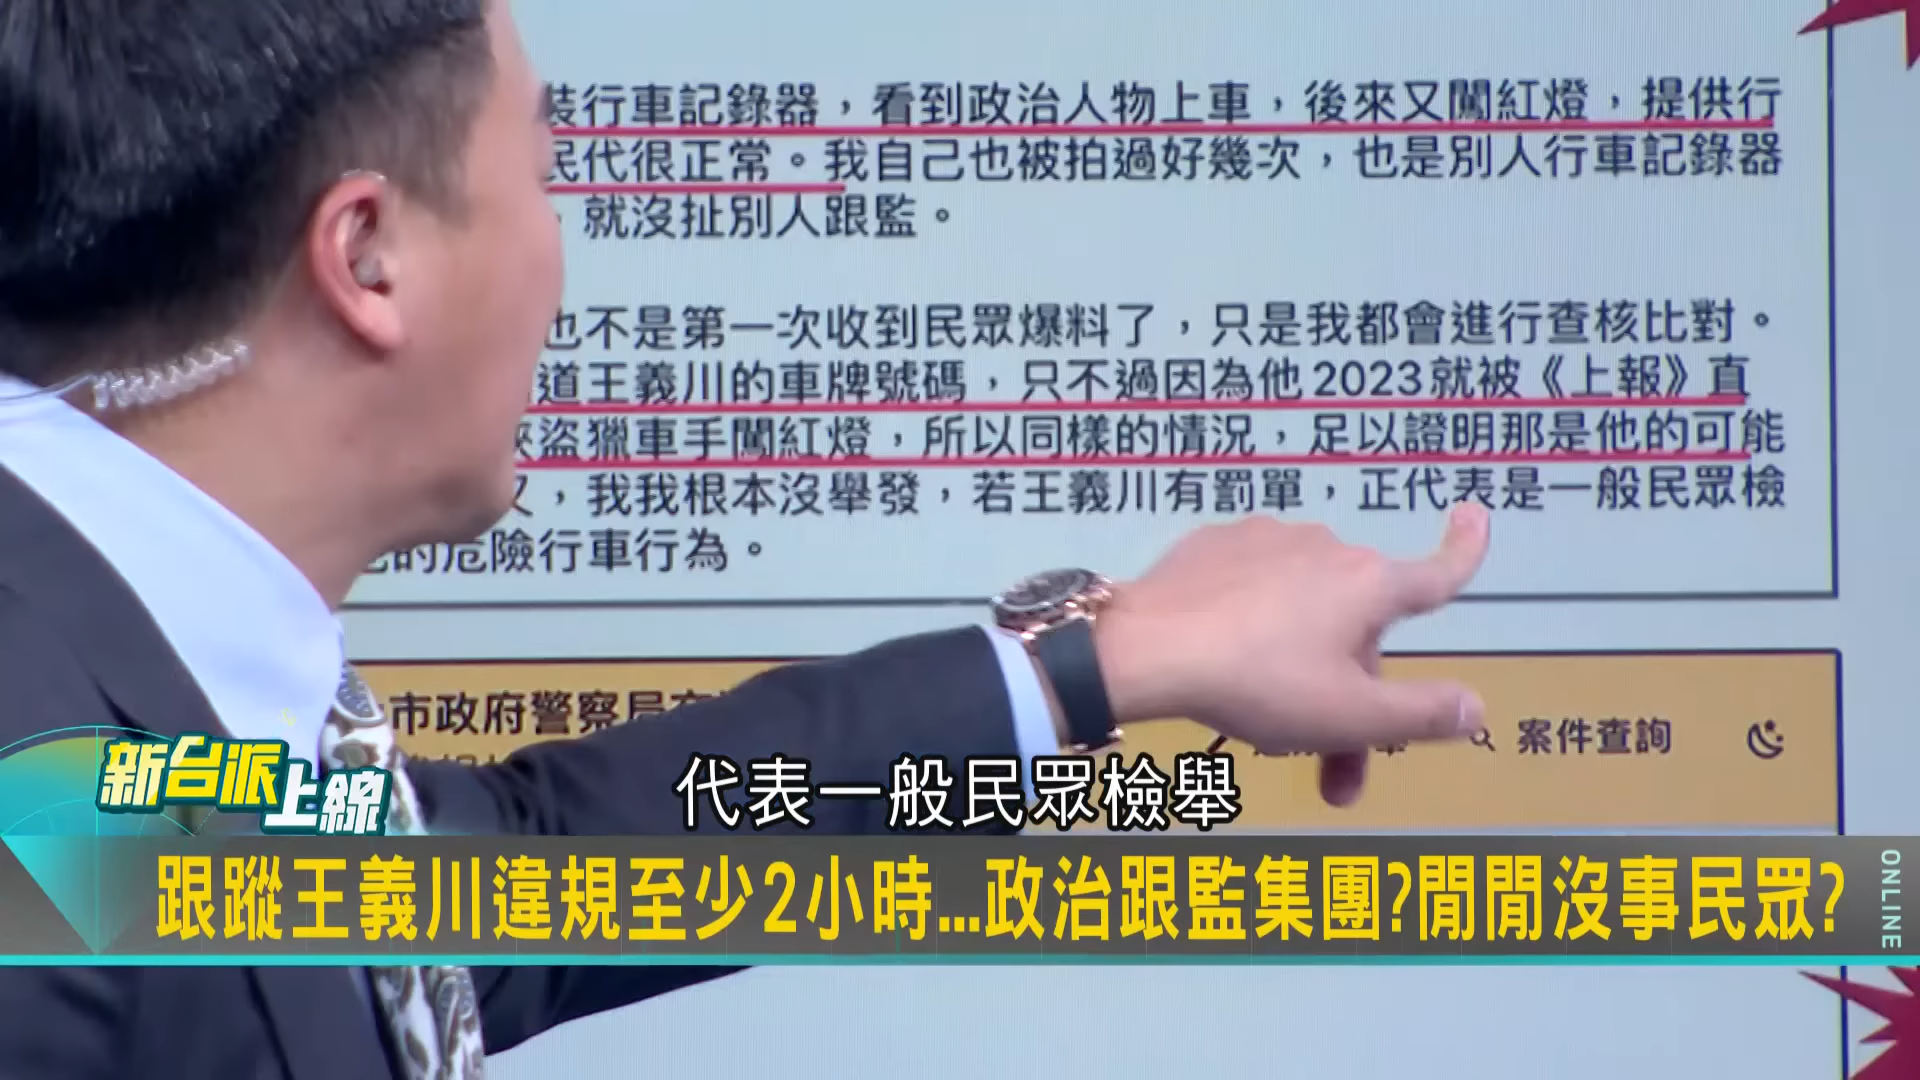 裝行車記錄器，看到政治人物上車，後來又闖紅燈，提供行
民代很正常。我自己也被拍過好幾次，也是別人行車記錄器
，就沒扯別人跟監。
也不是第一次收到民眾爆料了，只是我都會進行查核比對。
道王義川的車牌號碼，只不過因為他2023就被《上報》直
盜獵車手闖紅燈，所以同樣的情況，足以證明那是他的可能
又，我我根本沒舉發，若王義川有罰單，正代表是一般民眾檢
的危險行車行為。
市政府警察局交
案件查詢
新台派上線
代表一般民眾檢舉
跟蹤王義川違規至少2小時...政治跟監集團?閒閒沒事民眾?
ONLINE